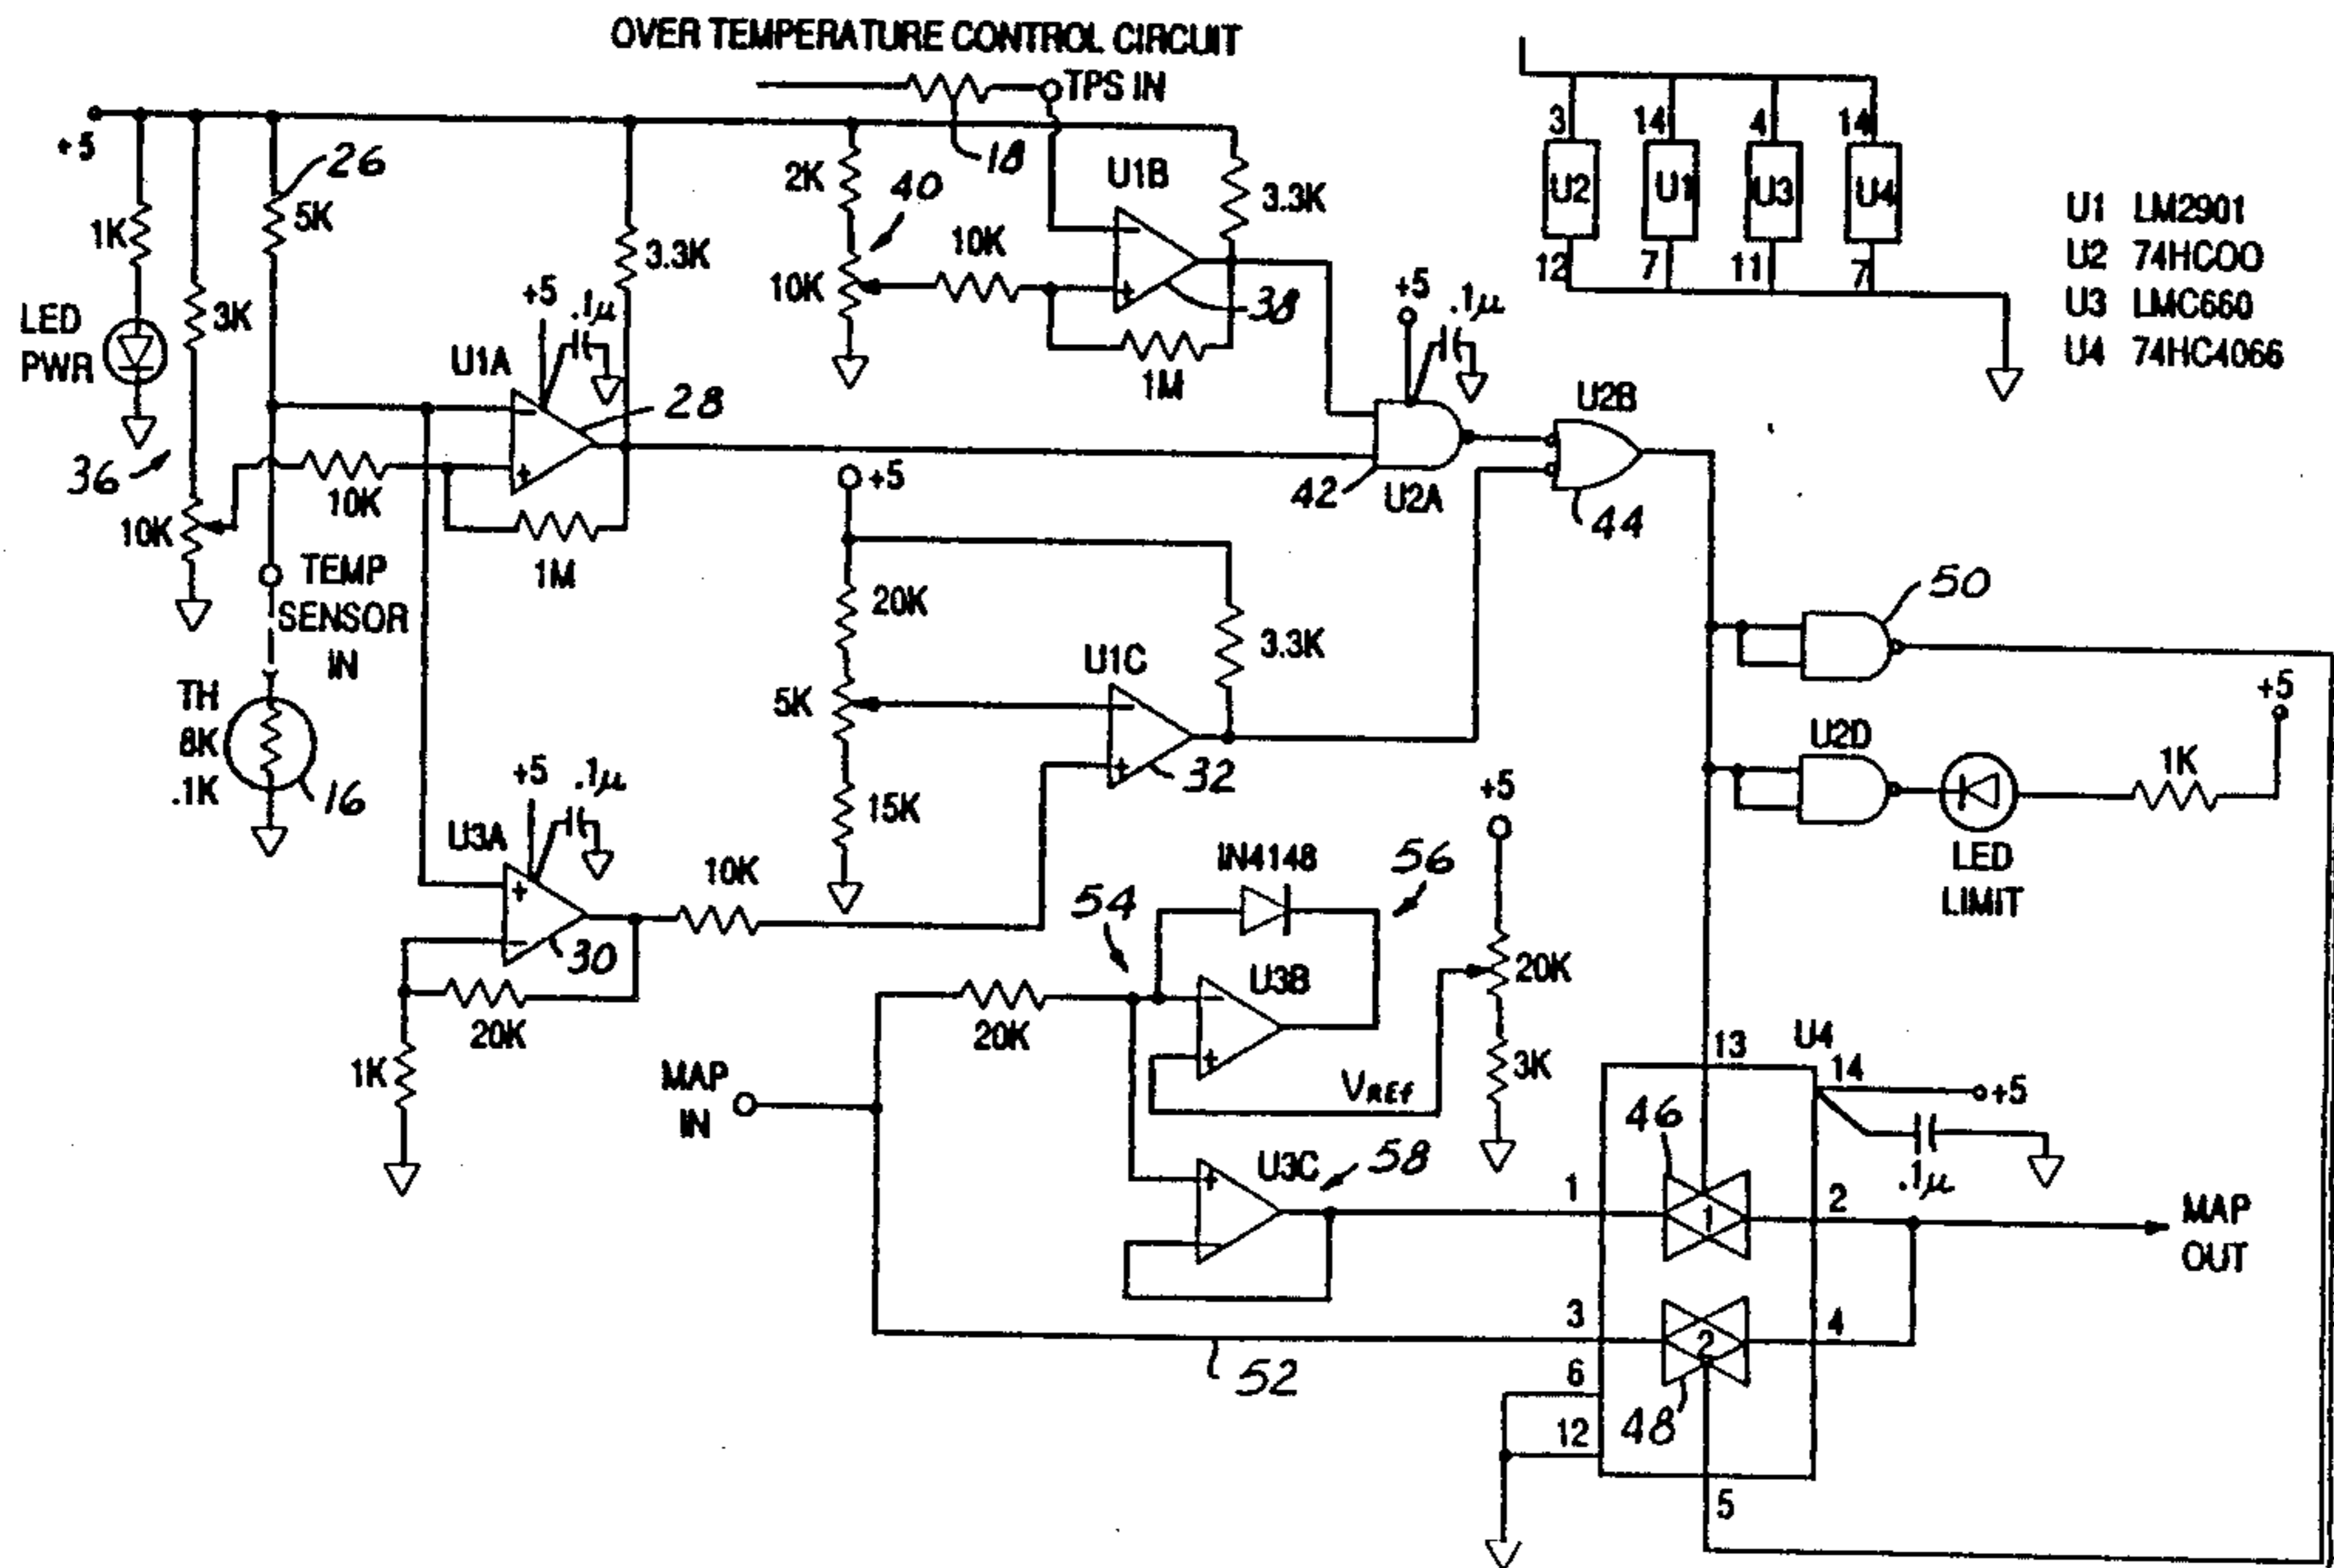 OVER TEMPERATURE CONTROL CIRCUIT
TPS IN
18
+5
26
1K
5K
3K
LED
PWR
36
10K
10K
U1A
+5
.1μ
28
3.3K
1M
TEMP
SENSOR
IN
TH
8K
.1K
16
2K
40
10K
10K
U1B
38
3.3K
1M
+5
.1μ
42
U2A
U2B
44
3
14
4
14
U2
U1
U3
U4
12
7
11
7
U1 LM2901
U2 74HCOO
U3 LMC660
U4 74HC4066
+5
20K
5K
15K
3.3K
U1C
32
50
+5
U2D
1K
LED
LIMIT
U3A
+5
.1μ
30
10K
20K
1K
MAP
IN
54
20K
IN4148
56
U3B
VREf
+5
20K
3K
U3C
58
52
13
U4
14
+5
.1μ
46
1
1
2
MAP
OUT
3
2
4
6
12
48
5